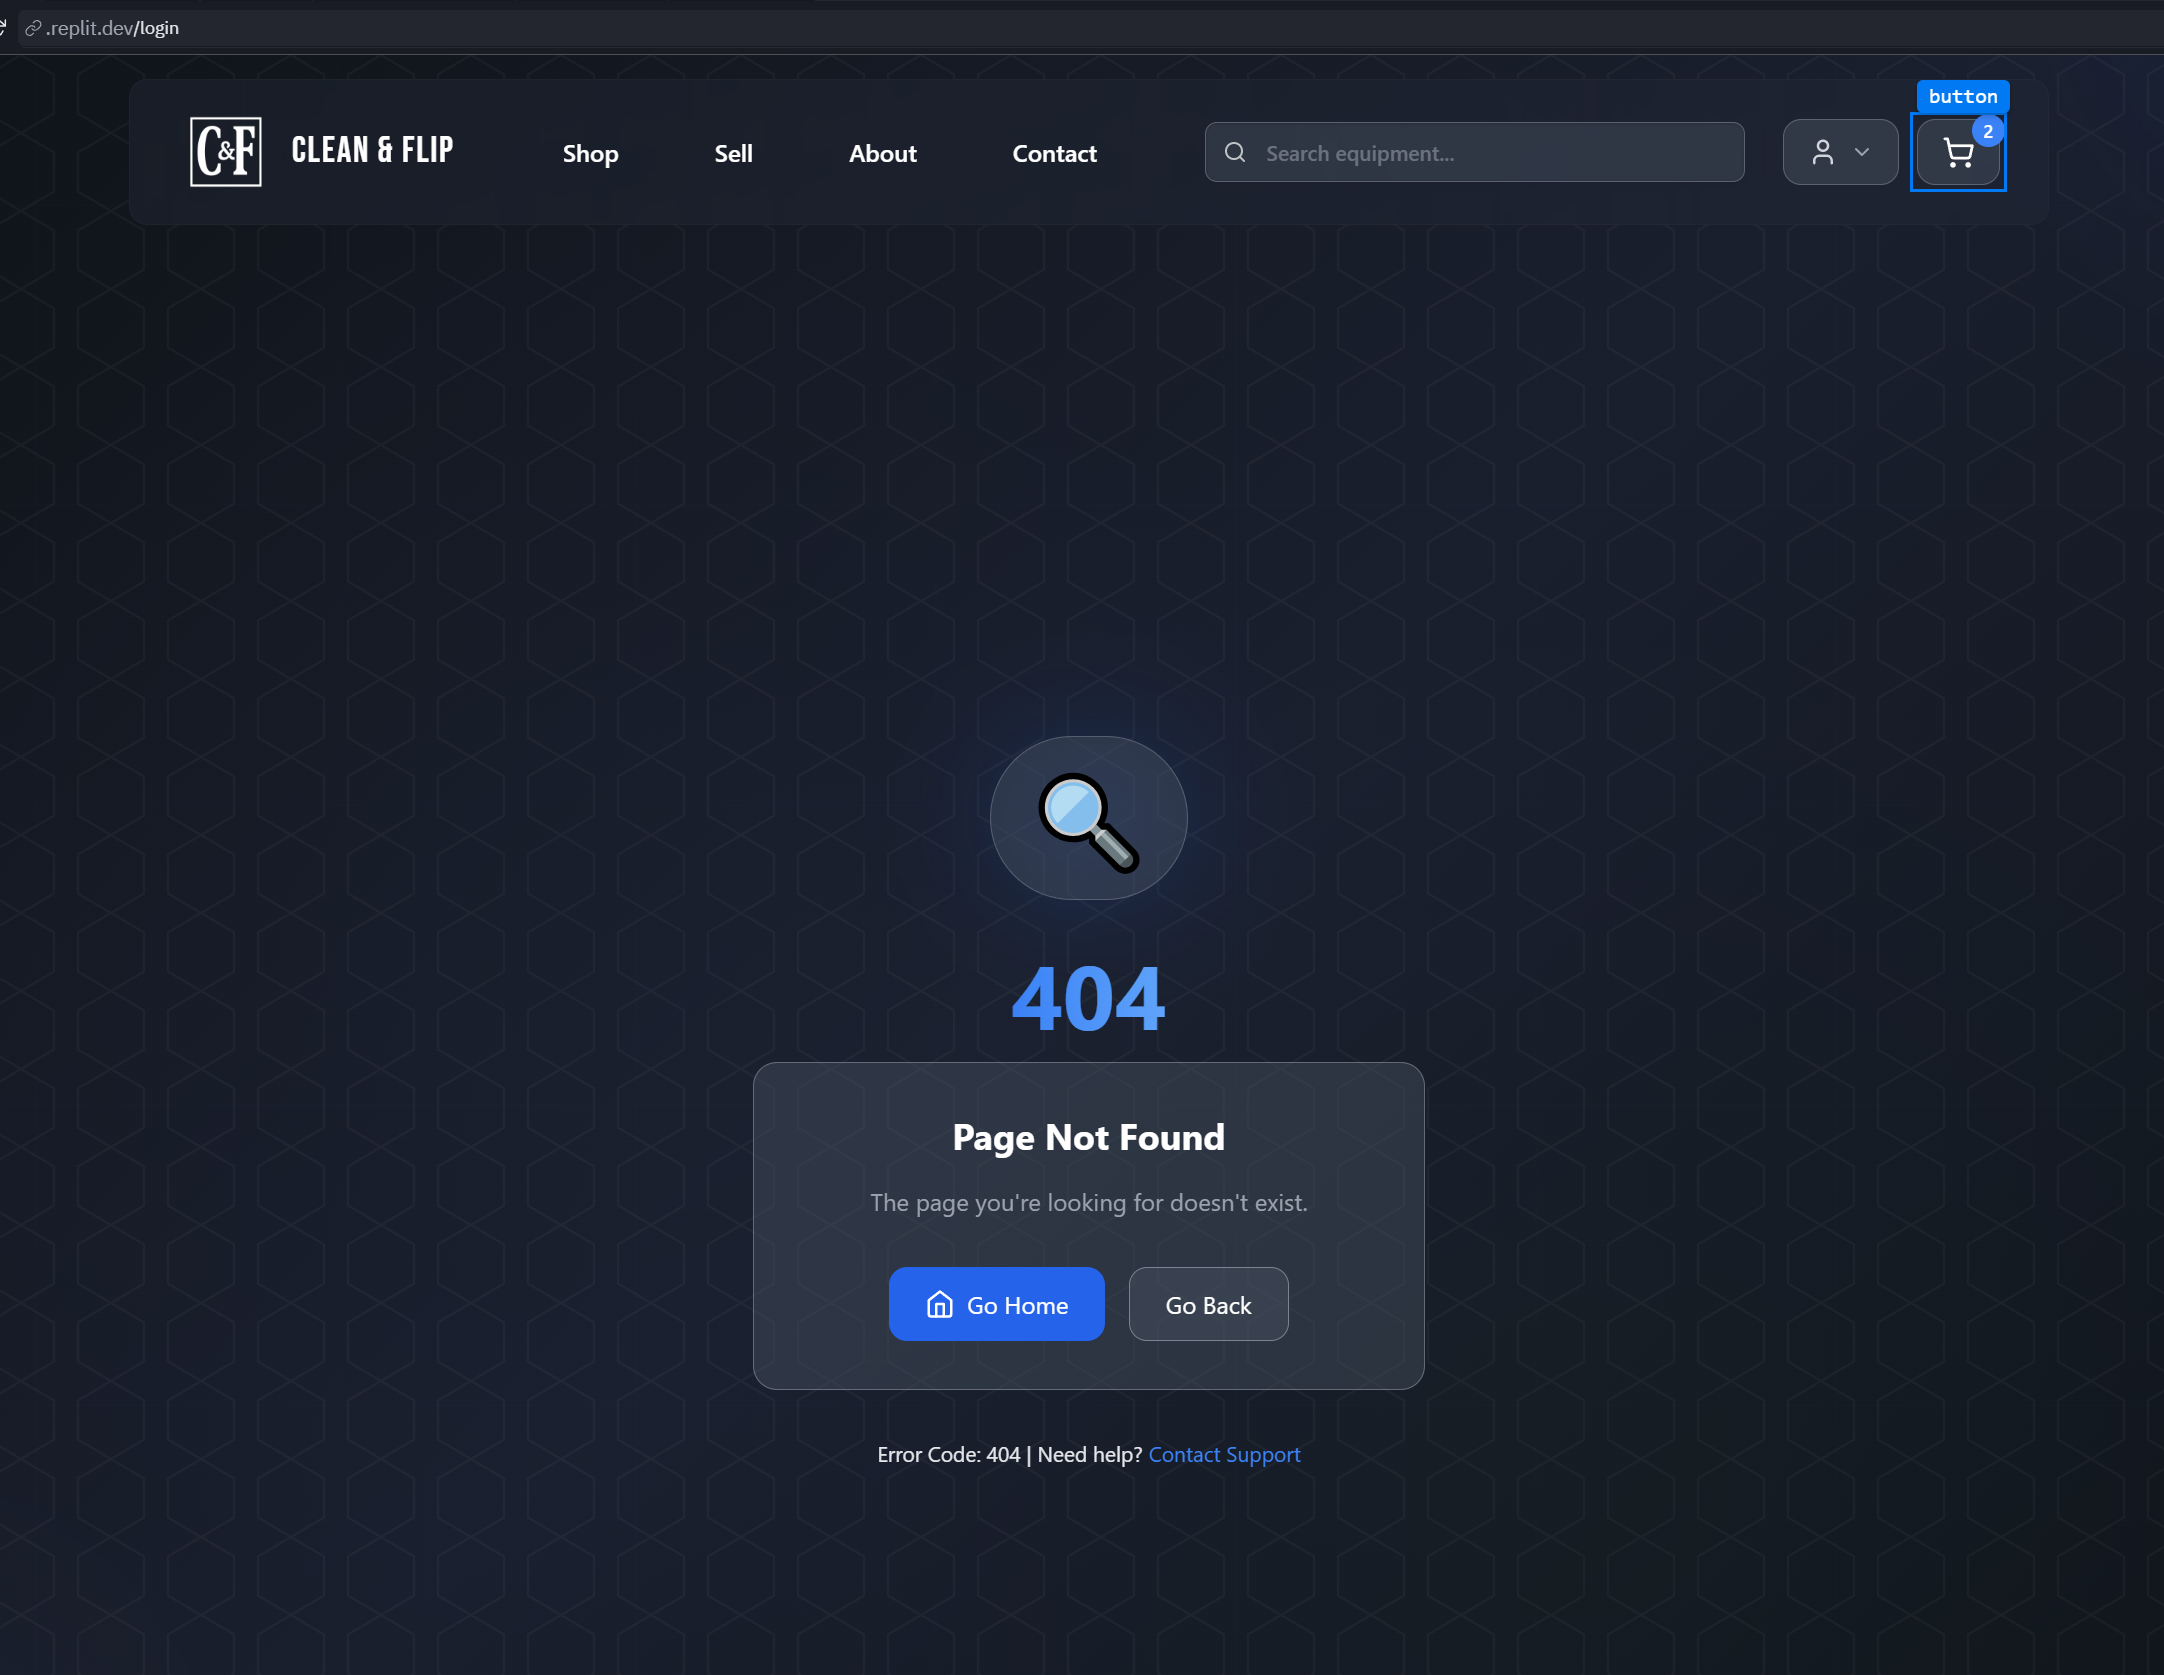 .replit.dev/login
button
C&F CLEAN & FLIP Shop Sell About Contact Search equipment... 2
404
Page Not Found
The page you're looking for doesn't exist.
Go Home Go Back
Error Code: 404 | Need help? Contact Support